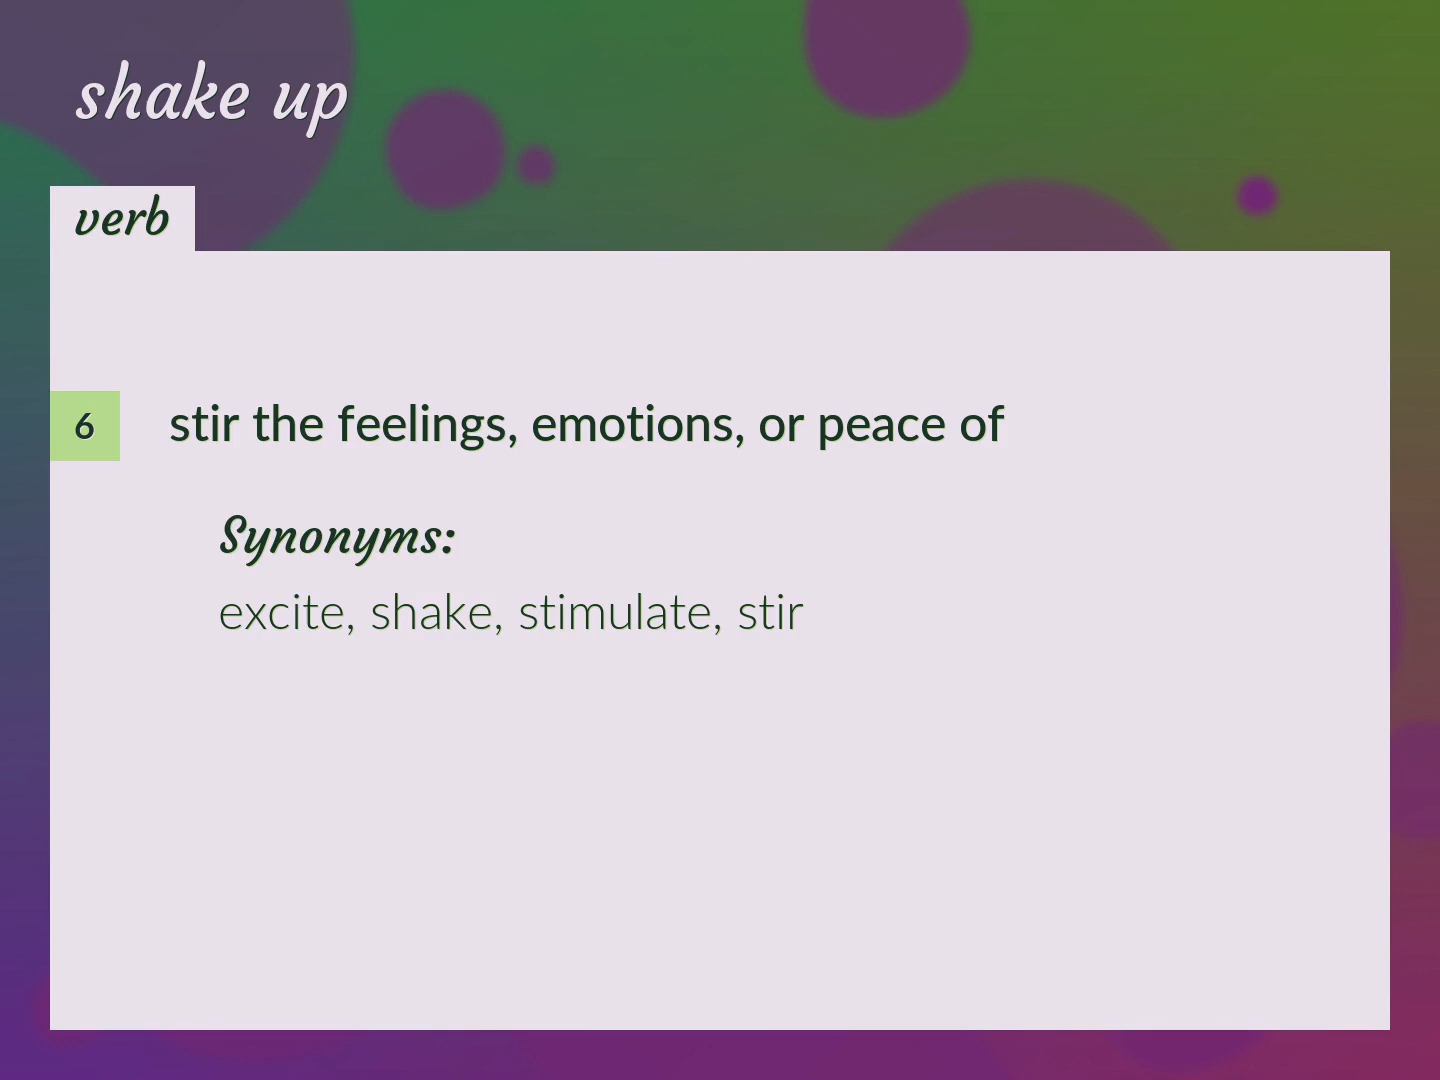 shake up
verb
6 stir the feelings, emotions, or peace of
Synonyms:
excite, shake, stimulate, stir